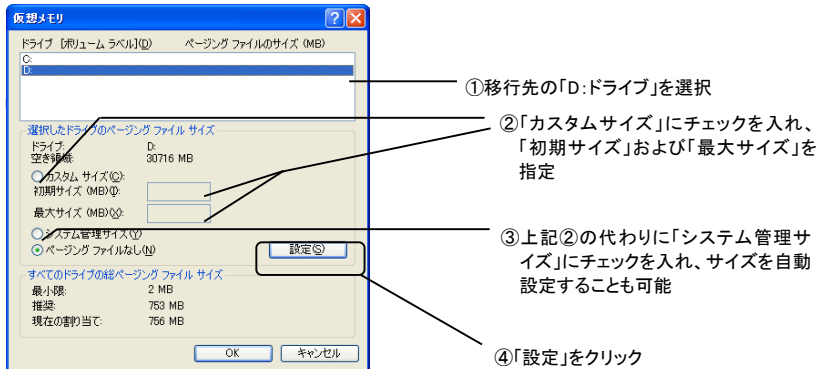 仮想メモリ
ドライブ [ボリューム ラベル](D) ページング ファイルのサイズ (MB)
C:
D:
選択したドライブのページング ファイル サイズ
ドライブ: D:
空き領域: 30716 MB
カスタム サイズ(C):
初期サイズ (MB)(I):
最大サイズ (MB)(X):
システム管理サイズ(Y)
ページング ファイルなし(N)
設定(S)
すべてのドライブの総ページング ファイル サイズ
最小限: 2 MB
推奨: 753 MB
現在の割り当て: 756 MB
OK キャンセル
①移行先の「D:ドライブ」を選択
②「カスタムサイズ」にチェックを入れ、
「初期サイズ」および「最大サイズ」を
指定
③上記②の代わりに「システム管理サ
イズ」にチェックを入れ、サイズを自動
設定することも可能
④「設定」をクリック